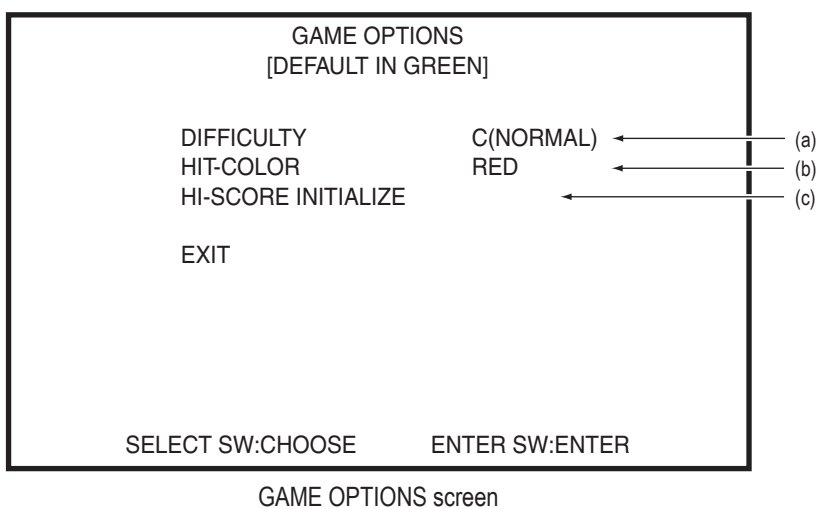 GAME OPTIONS
[DEFAULT IN GREEN]
DIFFICULTY C(NORMAL) (a)
HIT-COLOR RED (b)
HI-SCORE INITIALIZE (c)
EXIT
SELECT SW:CHOOSE ENTER SW:ENTER
GAME OPTIONS screen